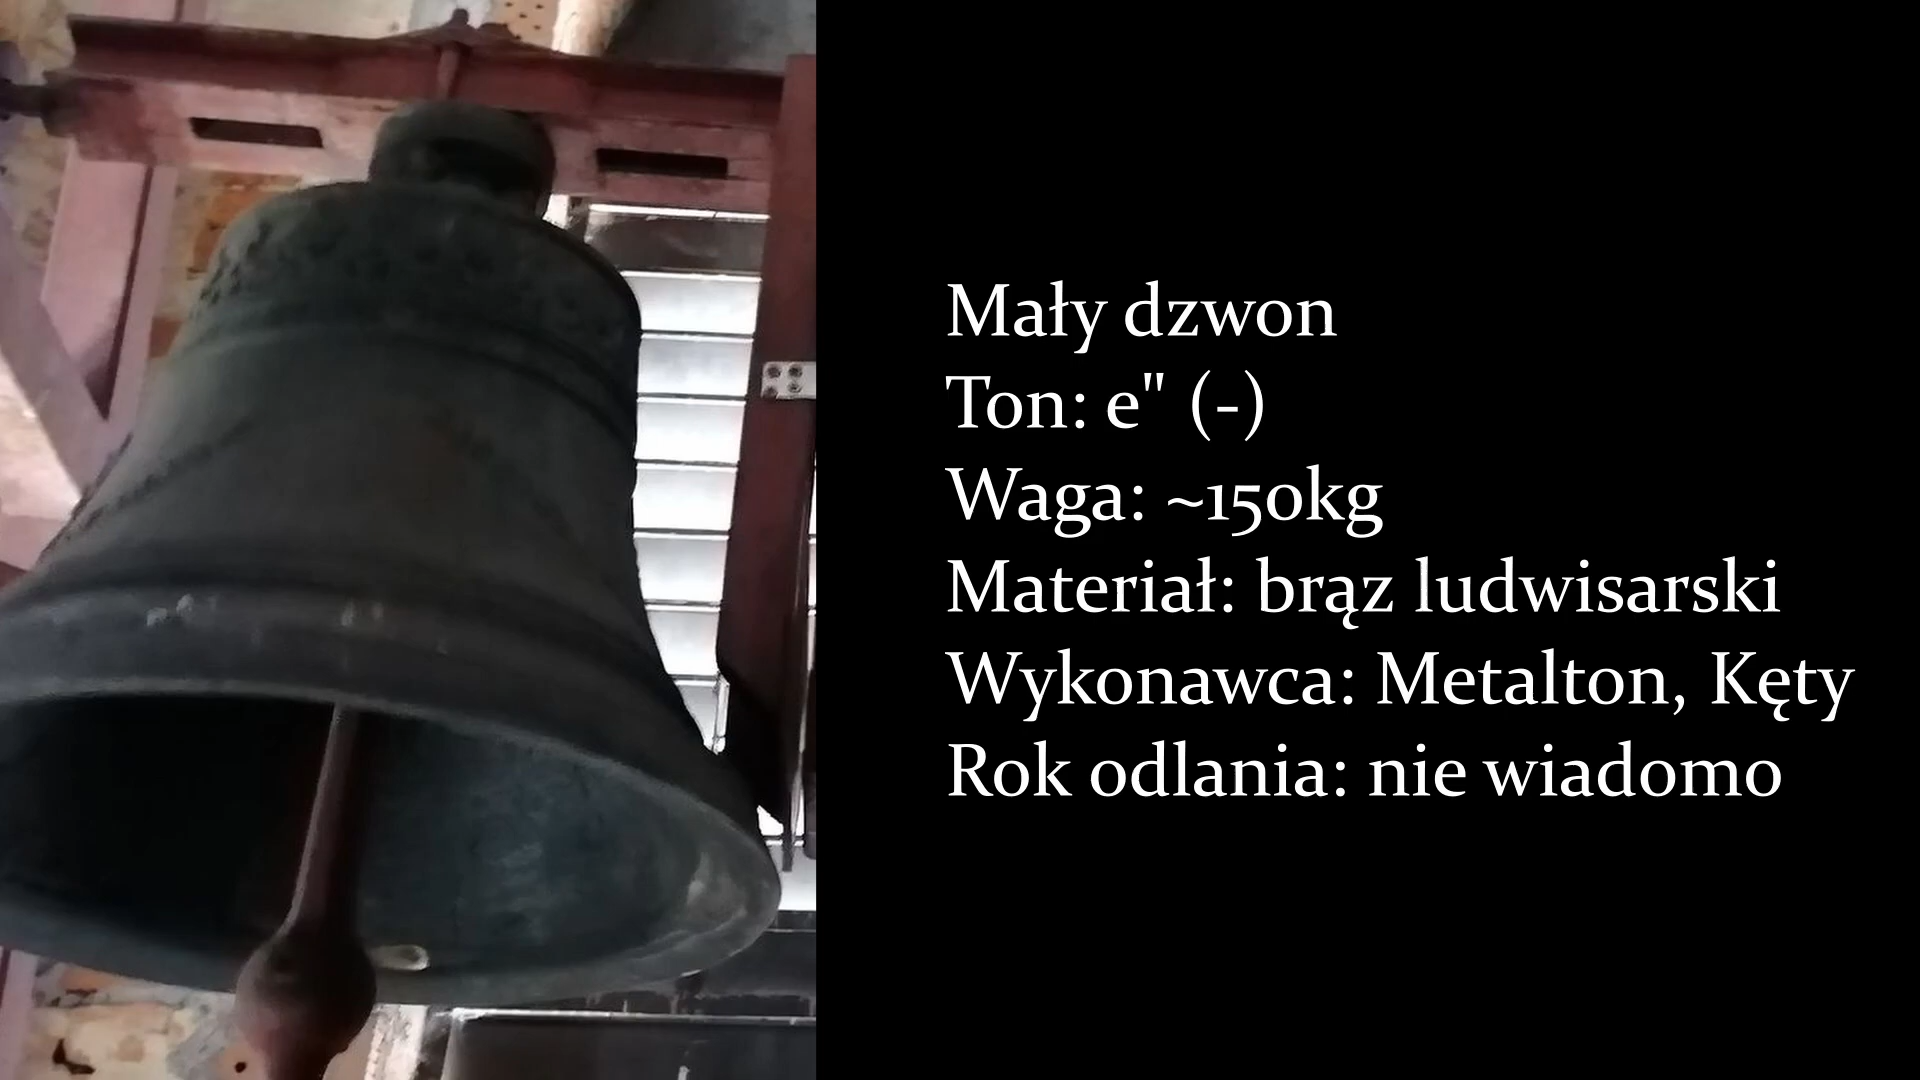 Mały dzwon
Ton: e" (-)
Waga: ~150kg
Materiał: brąz ludwisarski
Wykonawca: Metalton, Kęty
Rok odlania: nie wiadomo